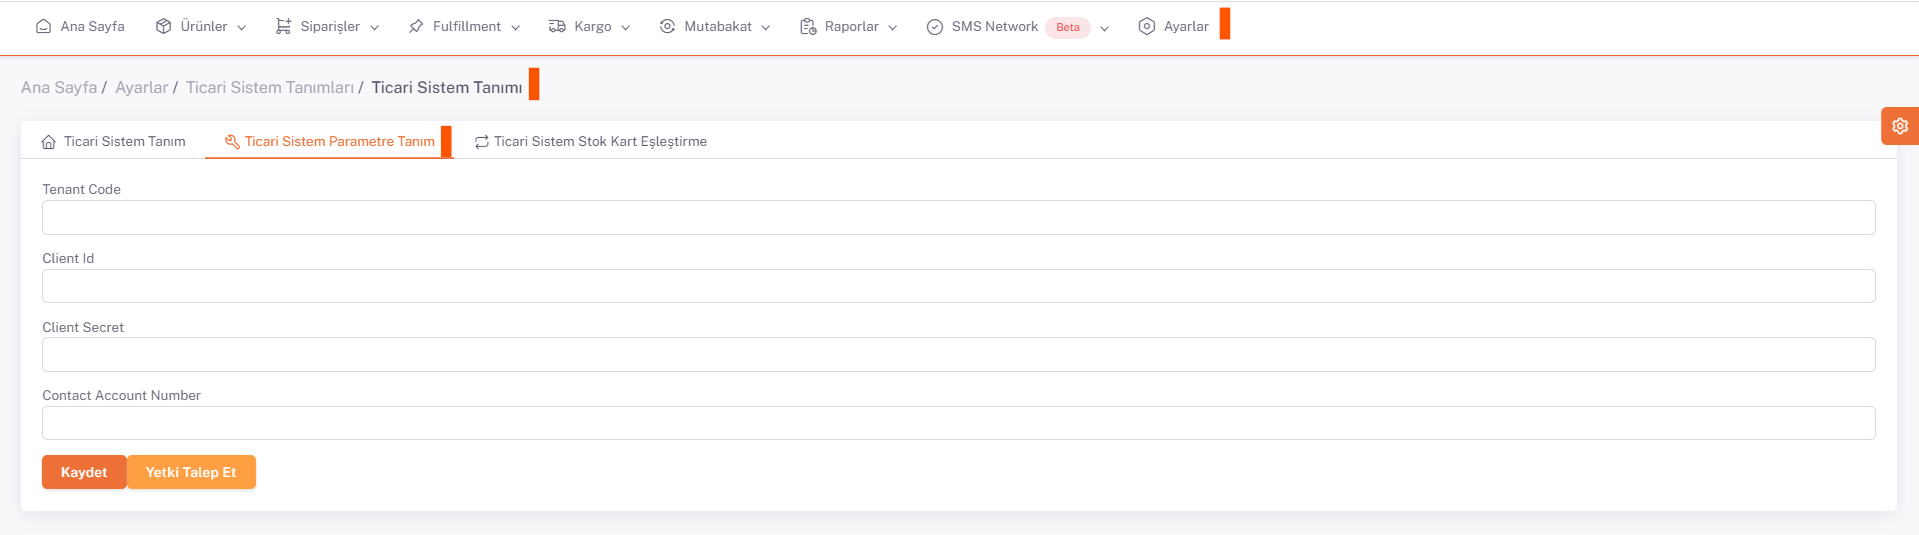 Ana Sayfa Ürünler Siparişler Fulfillment Kargo Mutabakat Raporlar SMS Network Beta Ayarlar
Ana Sayfa / Ayarlar / Ticari Sistem Tanımları / Ticari Sistem Tanımı
Ticari Sistem Tanım Ticari Sistem Parametre Tanım Ticari Sistem Stok Kart Eşleştirme
Tenant Code
Client Id
Client Secret
Contact Account Number
Kaydet Yetki Talep Et